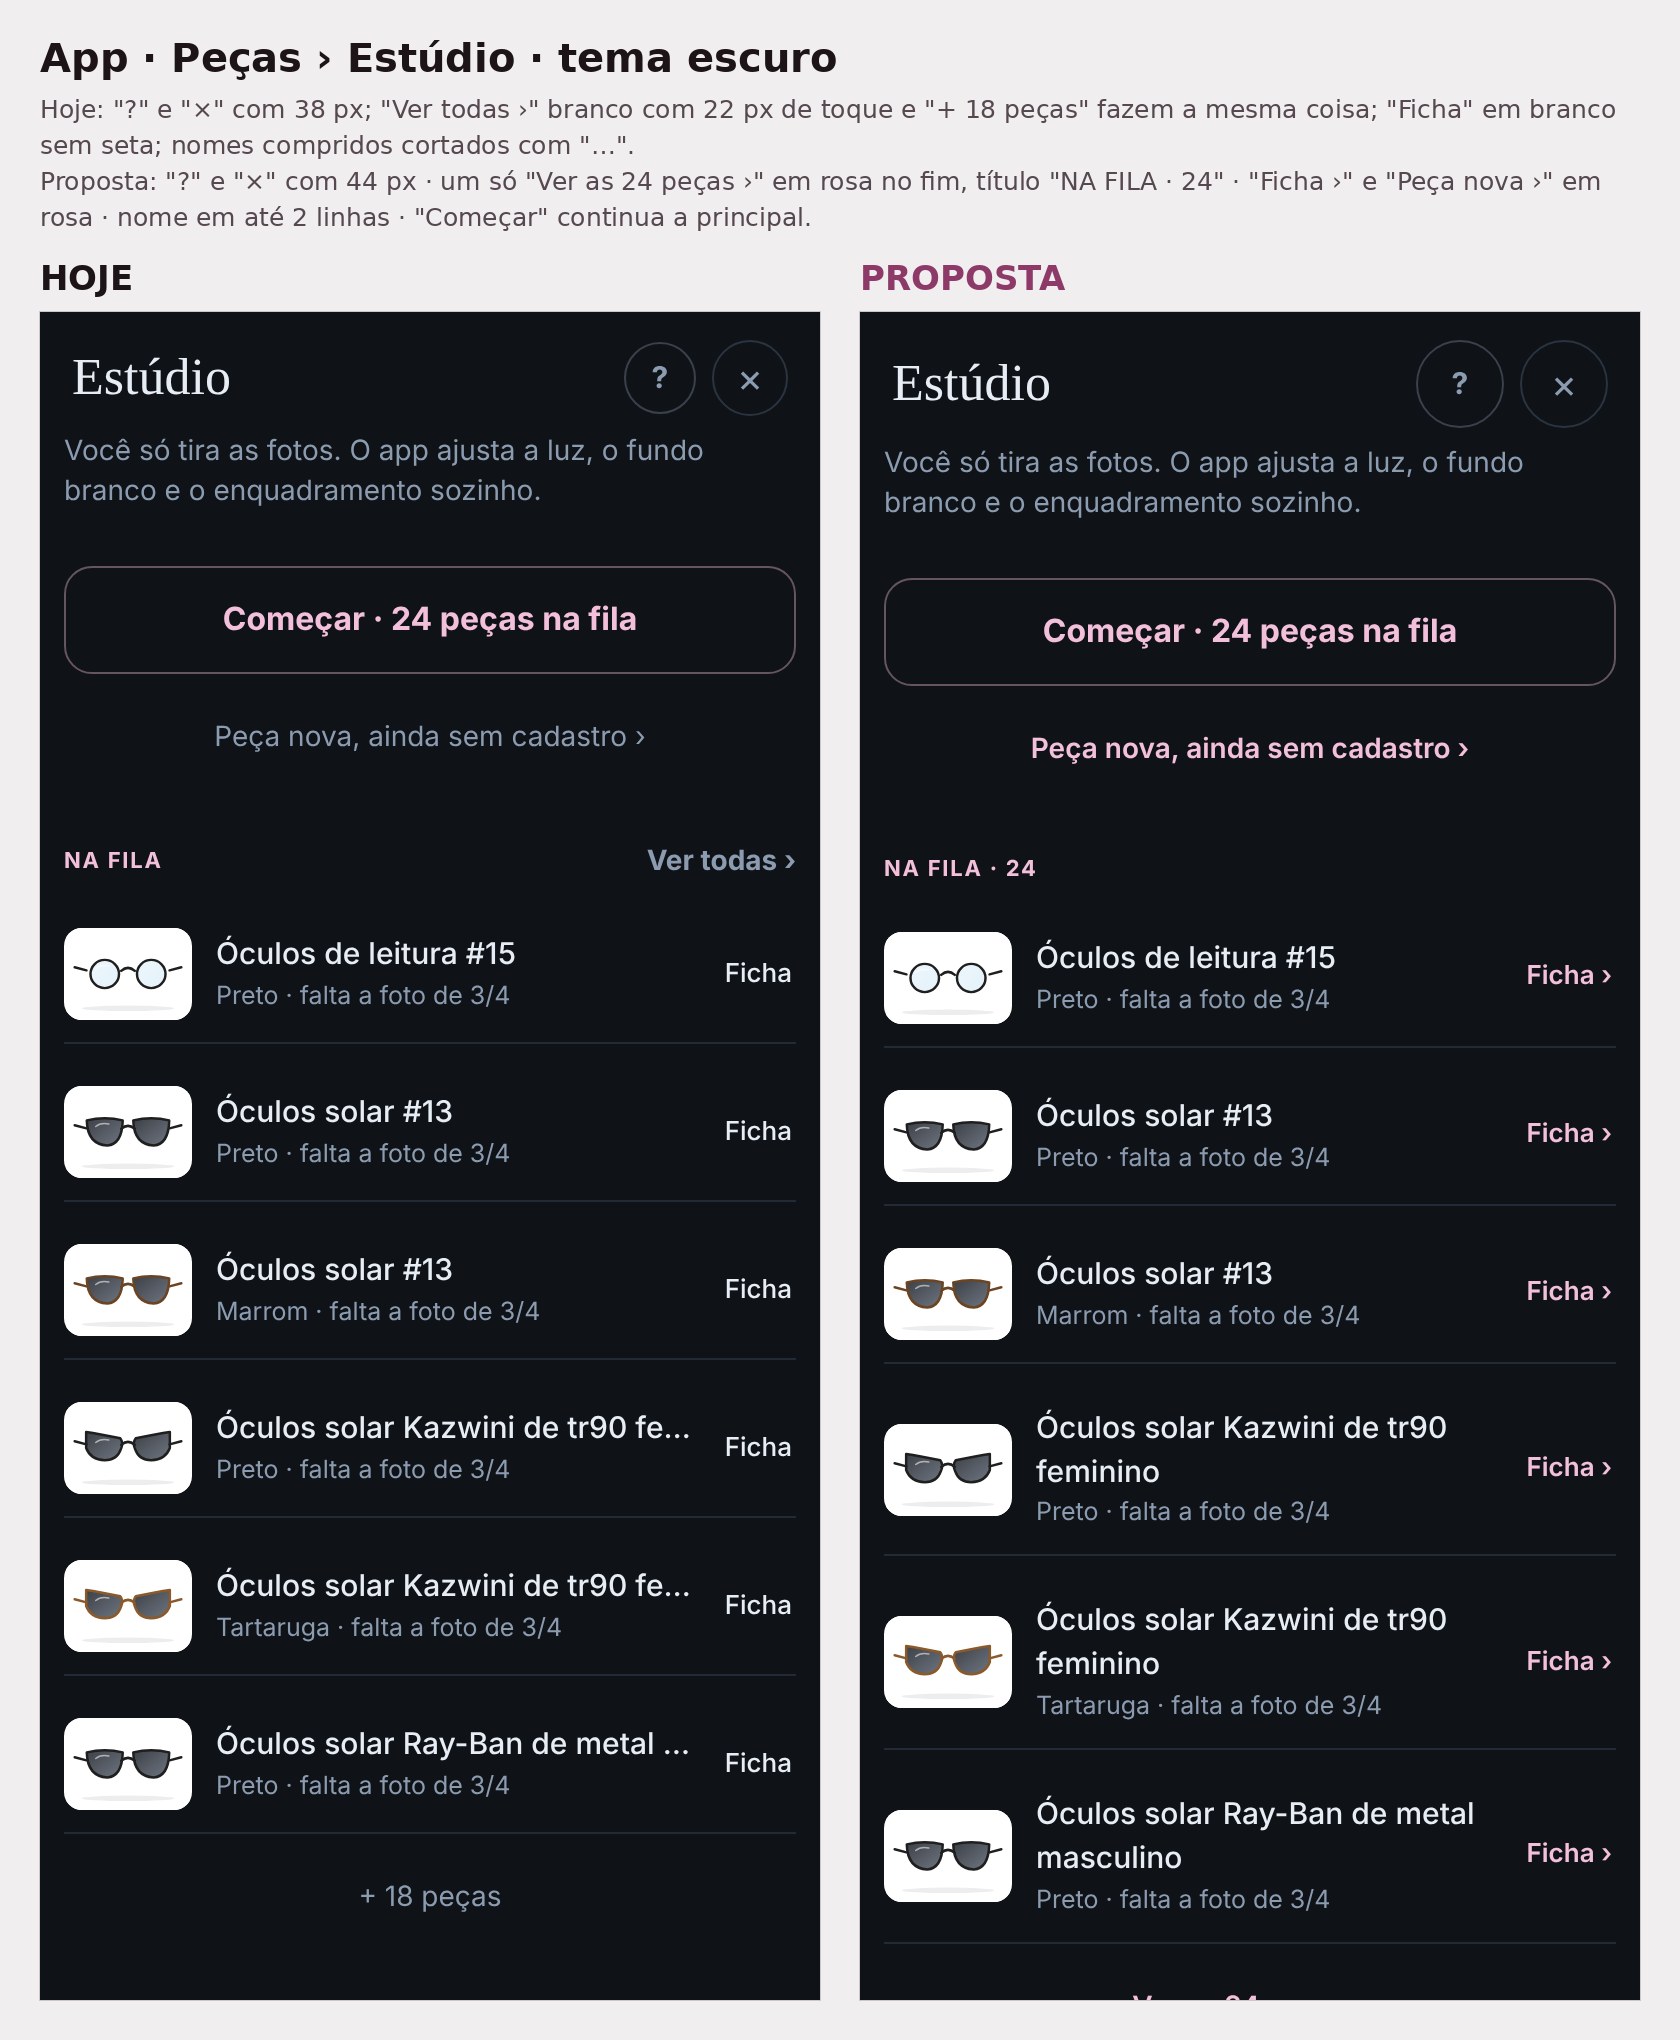 App · Peças › Estúdio · tema escuro
Hoje: "?" e "×" com 38 px; "Ver todas ›" branco com 22 px de toque e "+ 18 peças" fazem a mesma coisa; "Ficha" em branco
sem seta; nomes compridos cortados com "…".
Proposta: "?" e "×" com 44 px · um só "Ver as 24 peças ›" em rosa no fim, título "NA FILA · 24" · "Ficha ›" e "Peça nova ›" em
rosa · nome em até 2 linhas · "Começar" continua a principal.
HOJE
Estúdio
?
×
Você só tira as fotos. O app ajusta a luz, o fundo
branco e o enquadramento sozinho.
Começar · 24 peças na fila
Peça nova, ainda sem cadastro ›
NA FILA
Ver todas ›
Óculos de leitura #15
Preto · falta a foto de 3/4
Ficha
Óculos solar #13
Preto · falta a foto de 3/4
Ficha
Óculos solar #13
Marrom · falta a foto de 3/4
Ficha
Óculos solar Kazwini de tr90 fe…
Preto · falta a foto de 3/4
Ficha
Óculos solar Kazwini de tr90 fe…
Tartaruga · falta a foto de 3/4
Ficha
Óculos solar Ray-Ban de metal …
Preto · falta a foto de 3/4
Ficha
+ 18 peças
PROPOSTA
Estúdio
?
×
Você só tira as fotos. O app ajusta a luz, o fundo
branco e o enquadramento sozinho.
Começar · 24 peças na fila
Peça nova, ainda sem cadastro ›
NA FILA · 24
Óculos de leitura #15
Preto · falta a foto de 3/4
Ficha ›
Óculos solar #13
Preto · falta a foto de 3/4
Ficha ›
Óculos solar #13
Marrom · falta a foto de 3/4
Ficha ›
Óculos solar Kazwini de tr90
feminino
Preto · falta a foto de 3/4
Ficha ›
Óculos solar Kazwini de tr90
feminino
Tartaruga · falta a foto de 3/4
Ficha ›
Óculos solar Ray-Ban de metal
masculino
Preto · falta a foto de 3/4
Ficha ›